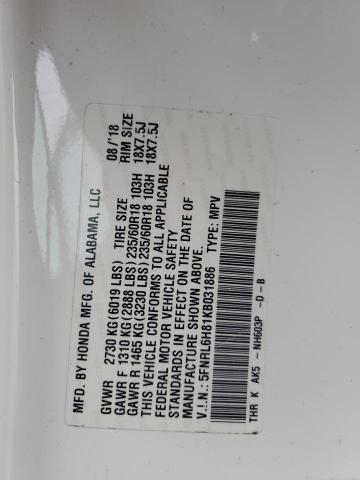 MFD. BY HONDA MFG. OF ALABAMA, LLC 08/'18
GVWR 2730 KG(6019 LBS) TIRE SIZE RIM SIZE
GAWR F 1310 KG(2888 LBS)235/60R18 103H 18X7.5J
GAWR R 1465 KG(3230 LBS)235/60R18 103H 18X7.5J
THIS VEHICLE CONFORMS TO ALL APPLICABLE
FEDERAL MOTOR VEHICLE SAFETY
STANDARDS IN EFFECT ON THE DATE OF
MANUFACTURE SHOWN ABOVE.
V.I.N.: 5FNRL6H81KB031886 TYPE: MPV
THR K AK5 -NH603P -D-B